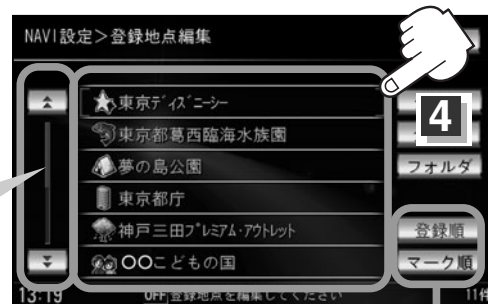 NAVI設定＞登録地点編集
東京ﾃﾞｨｽﾞﾆｰｼｰ
4
東京都葛西臨海水族園
夢の島公園
フォルダ
東京都庁
神戸三田ﾌﾟﾚﾐｱﾑ･ｱｳﾄﾚｯﾄ
登録順
〇〇こどもの国
マーク順
13:19
OFF 登録地点を編集してください
11件